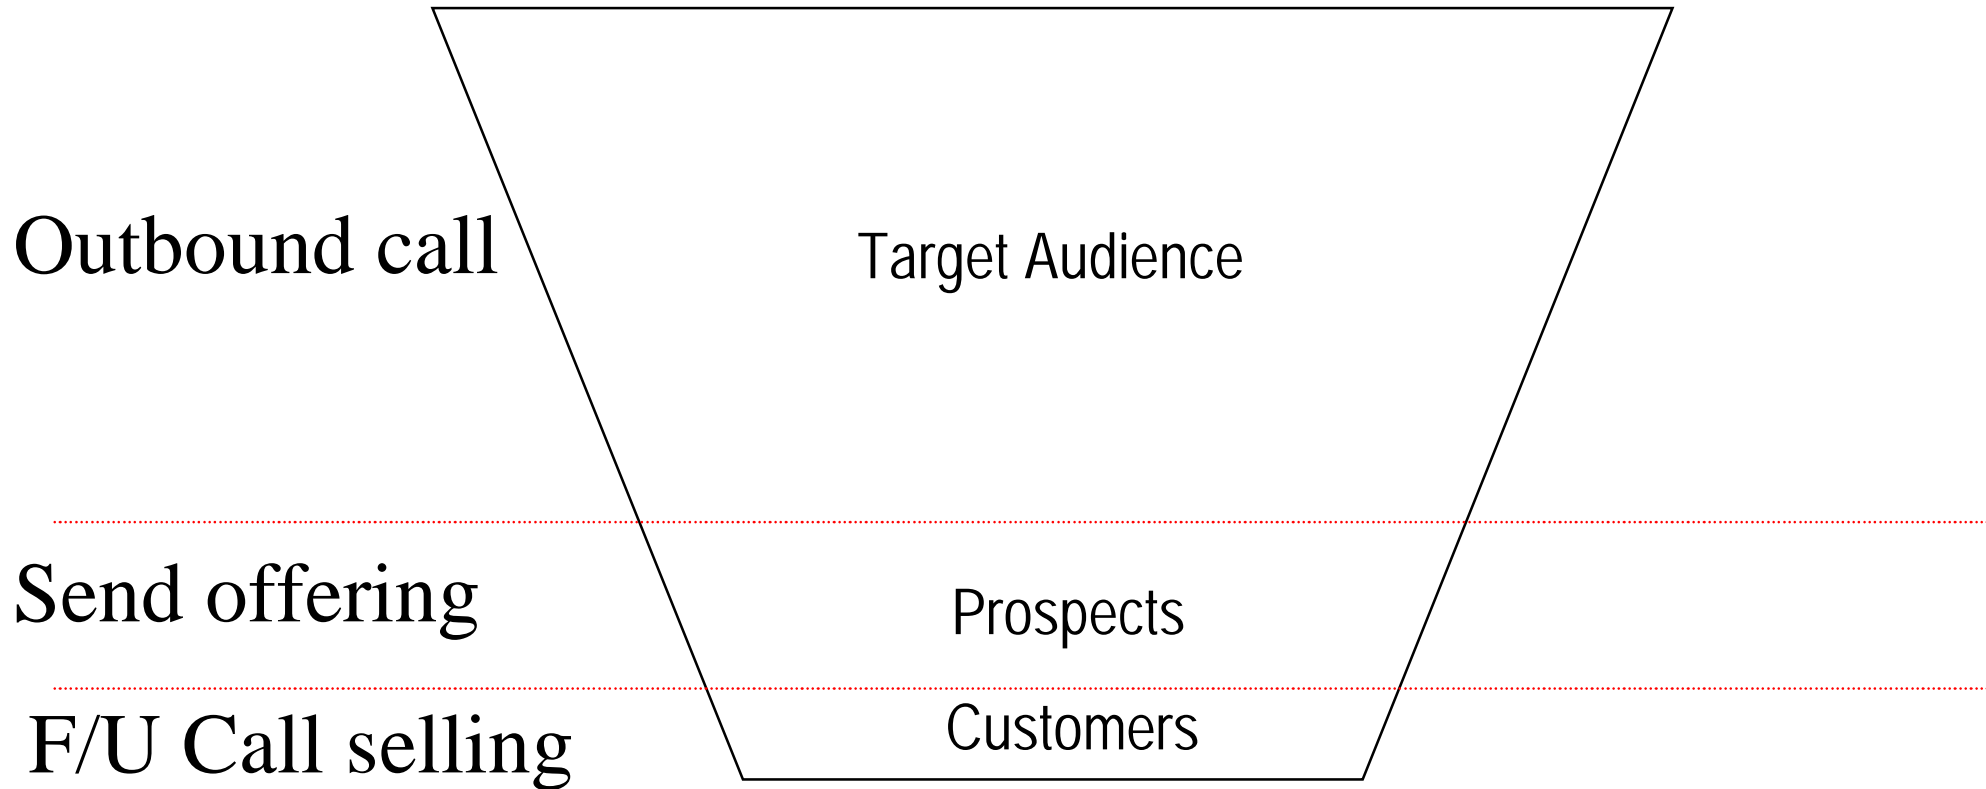 Outbound call
Target Audience
Send offering
Prospects
F/U Call selling
Customers